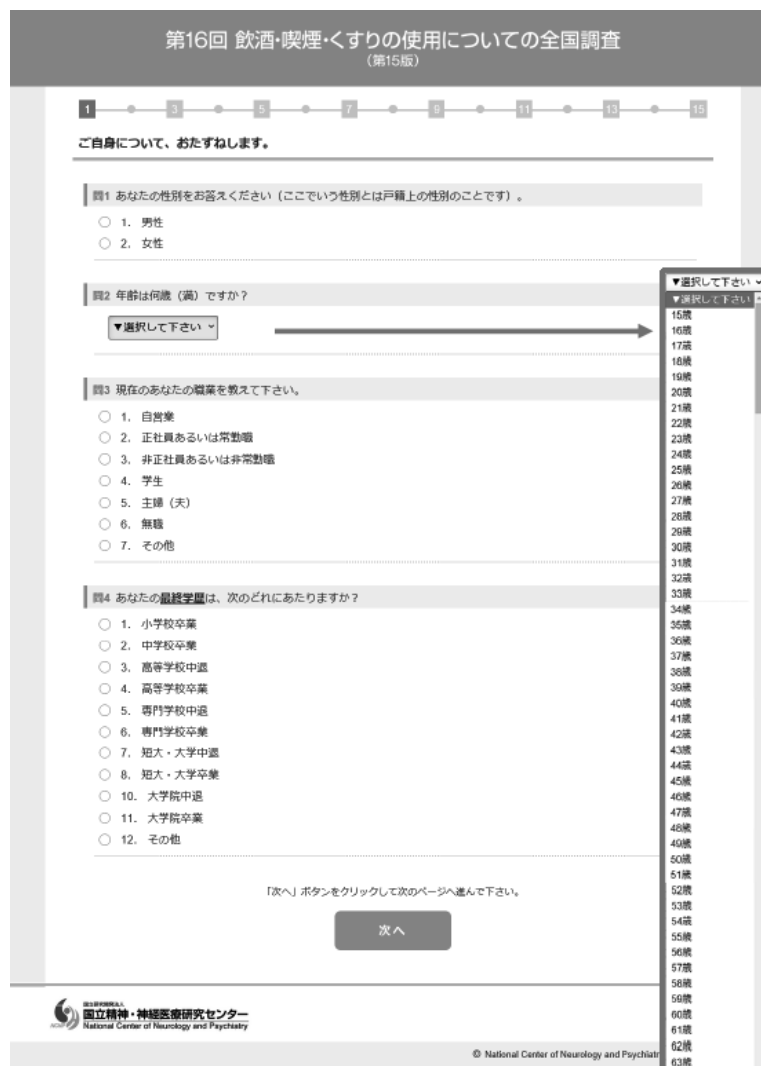 第16回 飲酒・喫煙・くすりの使用についての全国調査
(第15版)
1 3 5 7 9 11 13 15
ご自身について、おたずねします。
問1 あなたの性別をお答えください（ここでいう性別とは戸籍上の性別のことです）。
1. 男性
2. 女性
問2 年齢は何歳（満）ですか？
▼選択して下さい
問3 現在のあなたの職業を教えて下さい。
1. 自営業
2. 正社員あるいは常勤職
3. 非正社員あるいは非常勤職
4. 学生
5. 主婦（夫）
6. 無職
7. その他
問4 あなたの最終学歴は、次のどれにあたりますか？
1. 小学校卒業
2. 中学校卒業
3. 高等学校中退
4. 高等学校卒業
5. 専門学校中退
6. 専門学校卒業
7. 短大・大学中退
8. 短大・大学卒業
10. 大学院中退
11. 大学院卒業
12. その他
「次へ」ボタンをクリックして次のページへ進んで下さい。
次へ
▼選択して下さい
▼選択して下さい
15歳
16歳
17歳
18歳
19歳
20歳
21歳
22歳
23歳
24歳
25歳
26歳
27歳
28歳
29歳
30歳
31歳
32歳
33歳
34歳
35歳
36歳
37歳
38歳
39歳
40歳
41歳
42歳
43歳
44歳
45歳
46歳
47歳
48歳
49歳
50歳
51歳
52歳
53歳
54歳
55歳
56歳
57歳
58歳
59歳
60歳
61歳
62歳
63歳
国立研究開発法人
国立精神・神経医療研究センター
National Center of Neurology and Psychiatry
© National Center of Neurology and Psychiatr